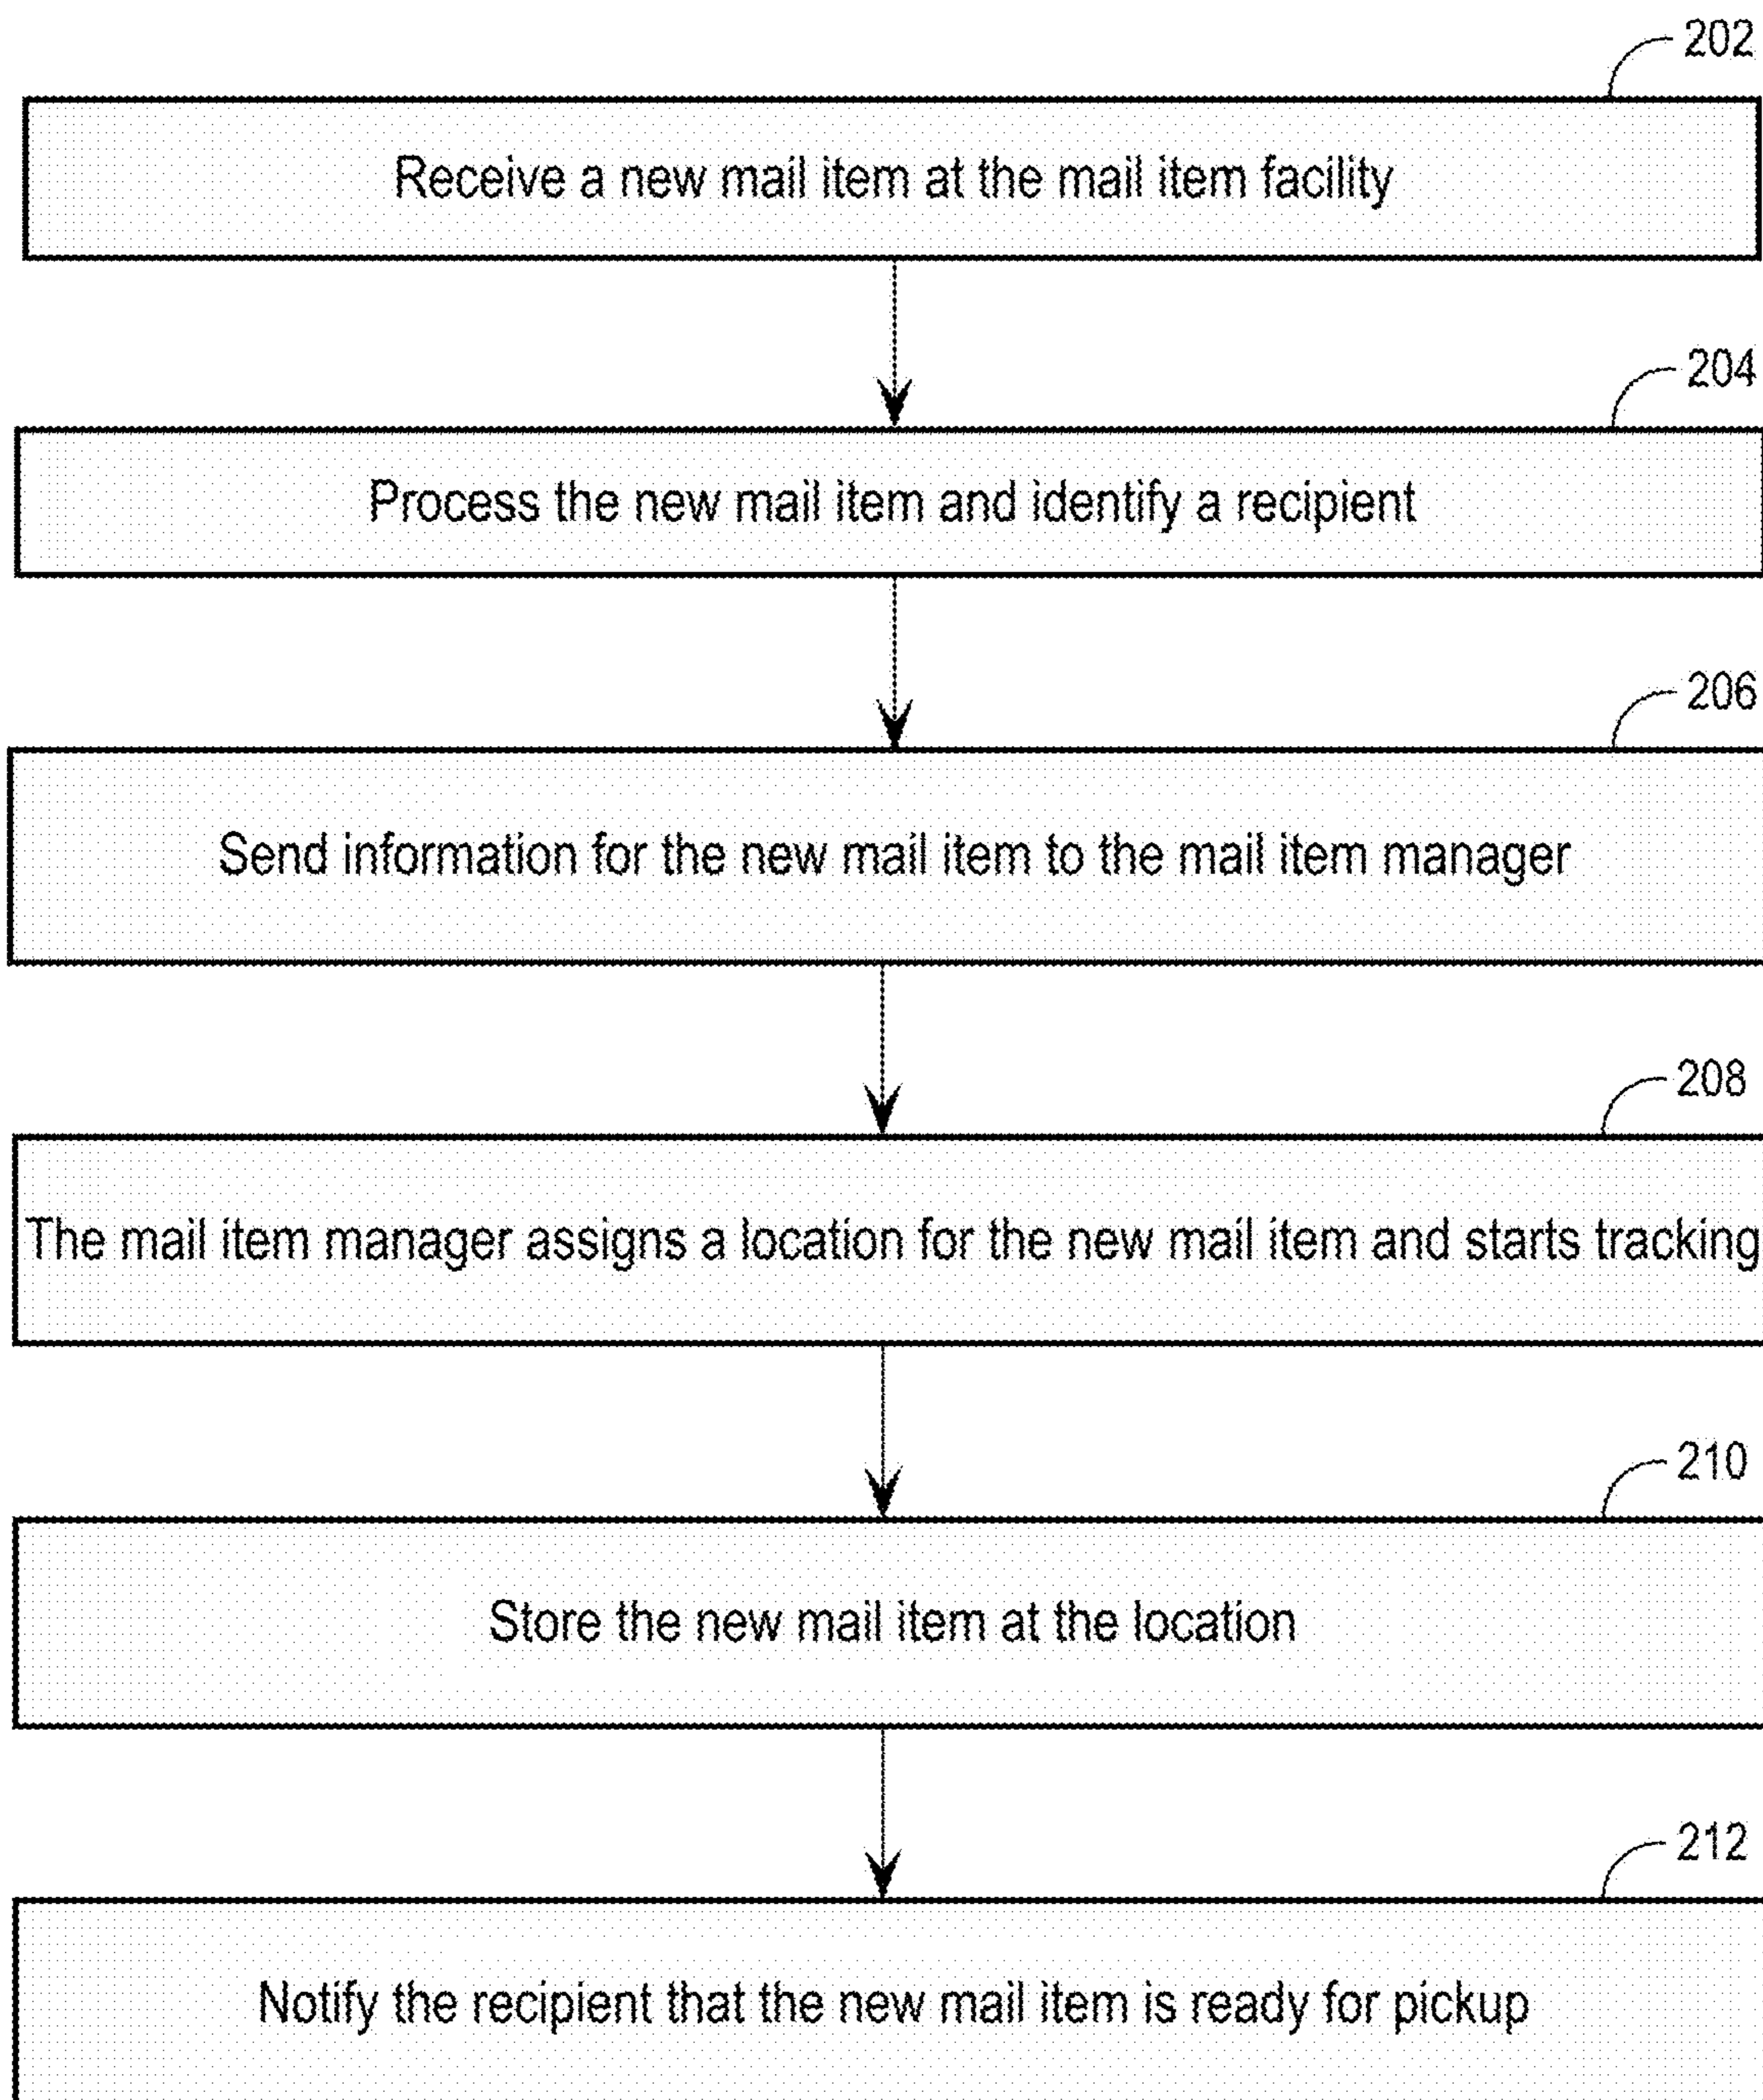 202
Receive a new mail item at the mail item facility
204
Process the new mail item and identify a recipient
206
Send information for the new mail item to the mail item manager
208
The mail item manager assigns a location for the new mail item and starts tracking
210
Store the new mail item at the location
212
Notify the recipient that the new mail item is ready for pickup